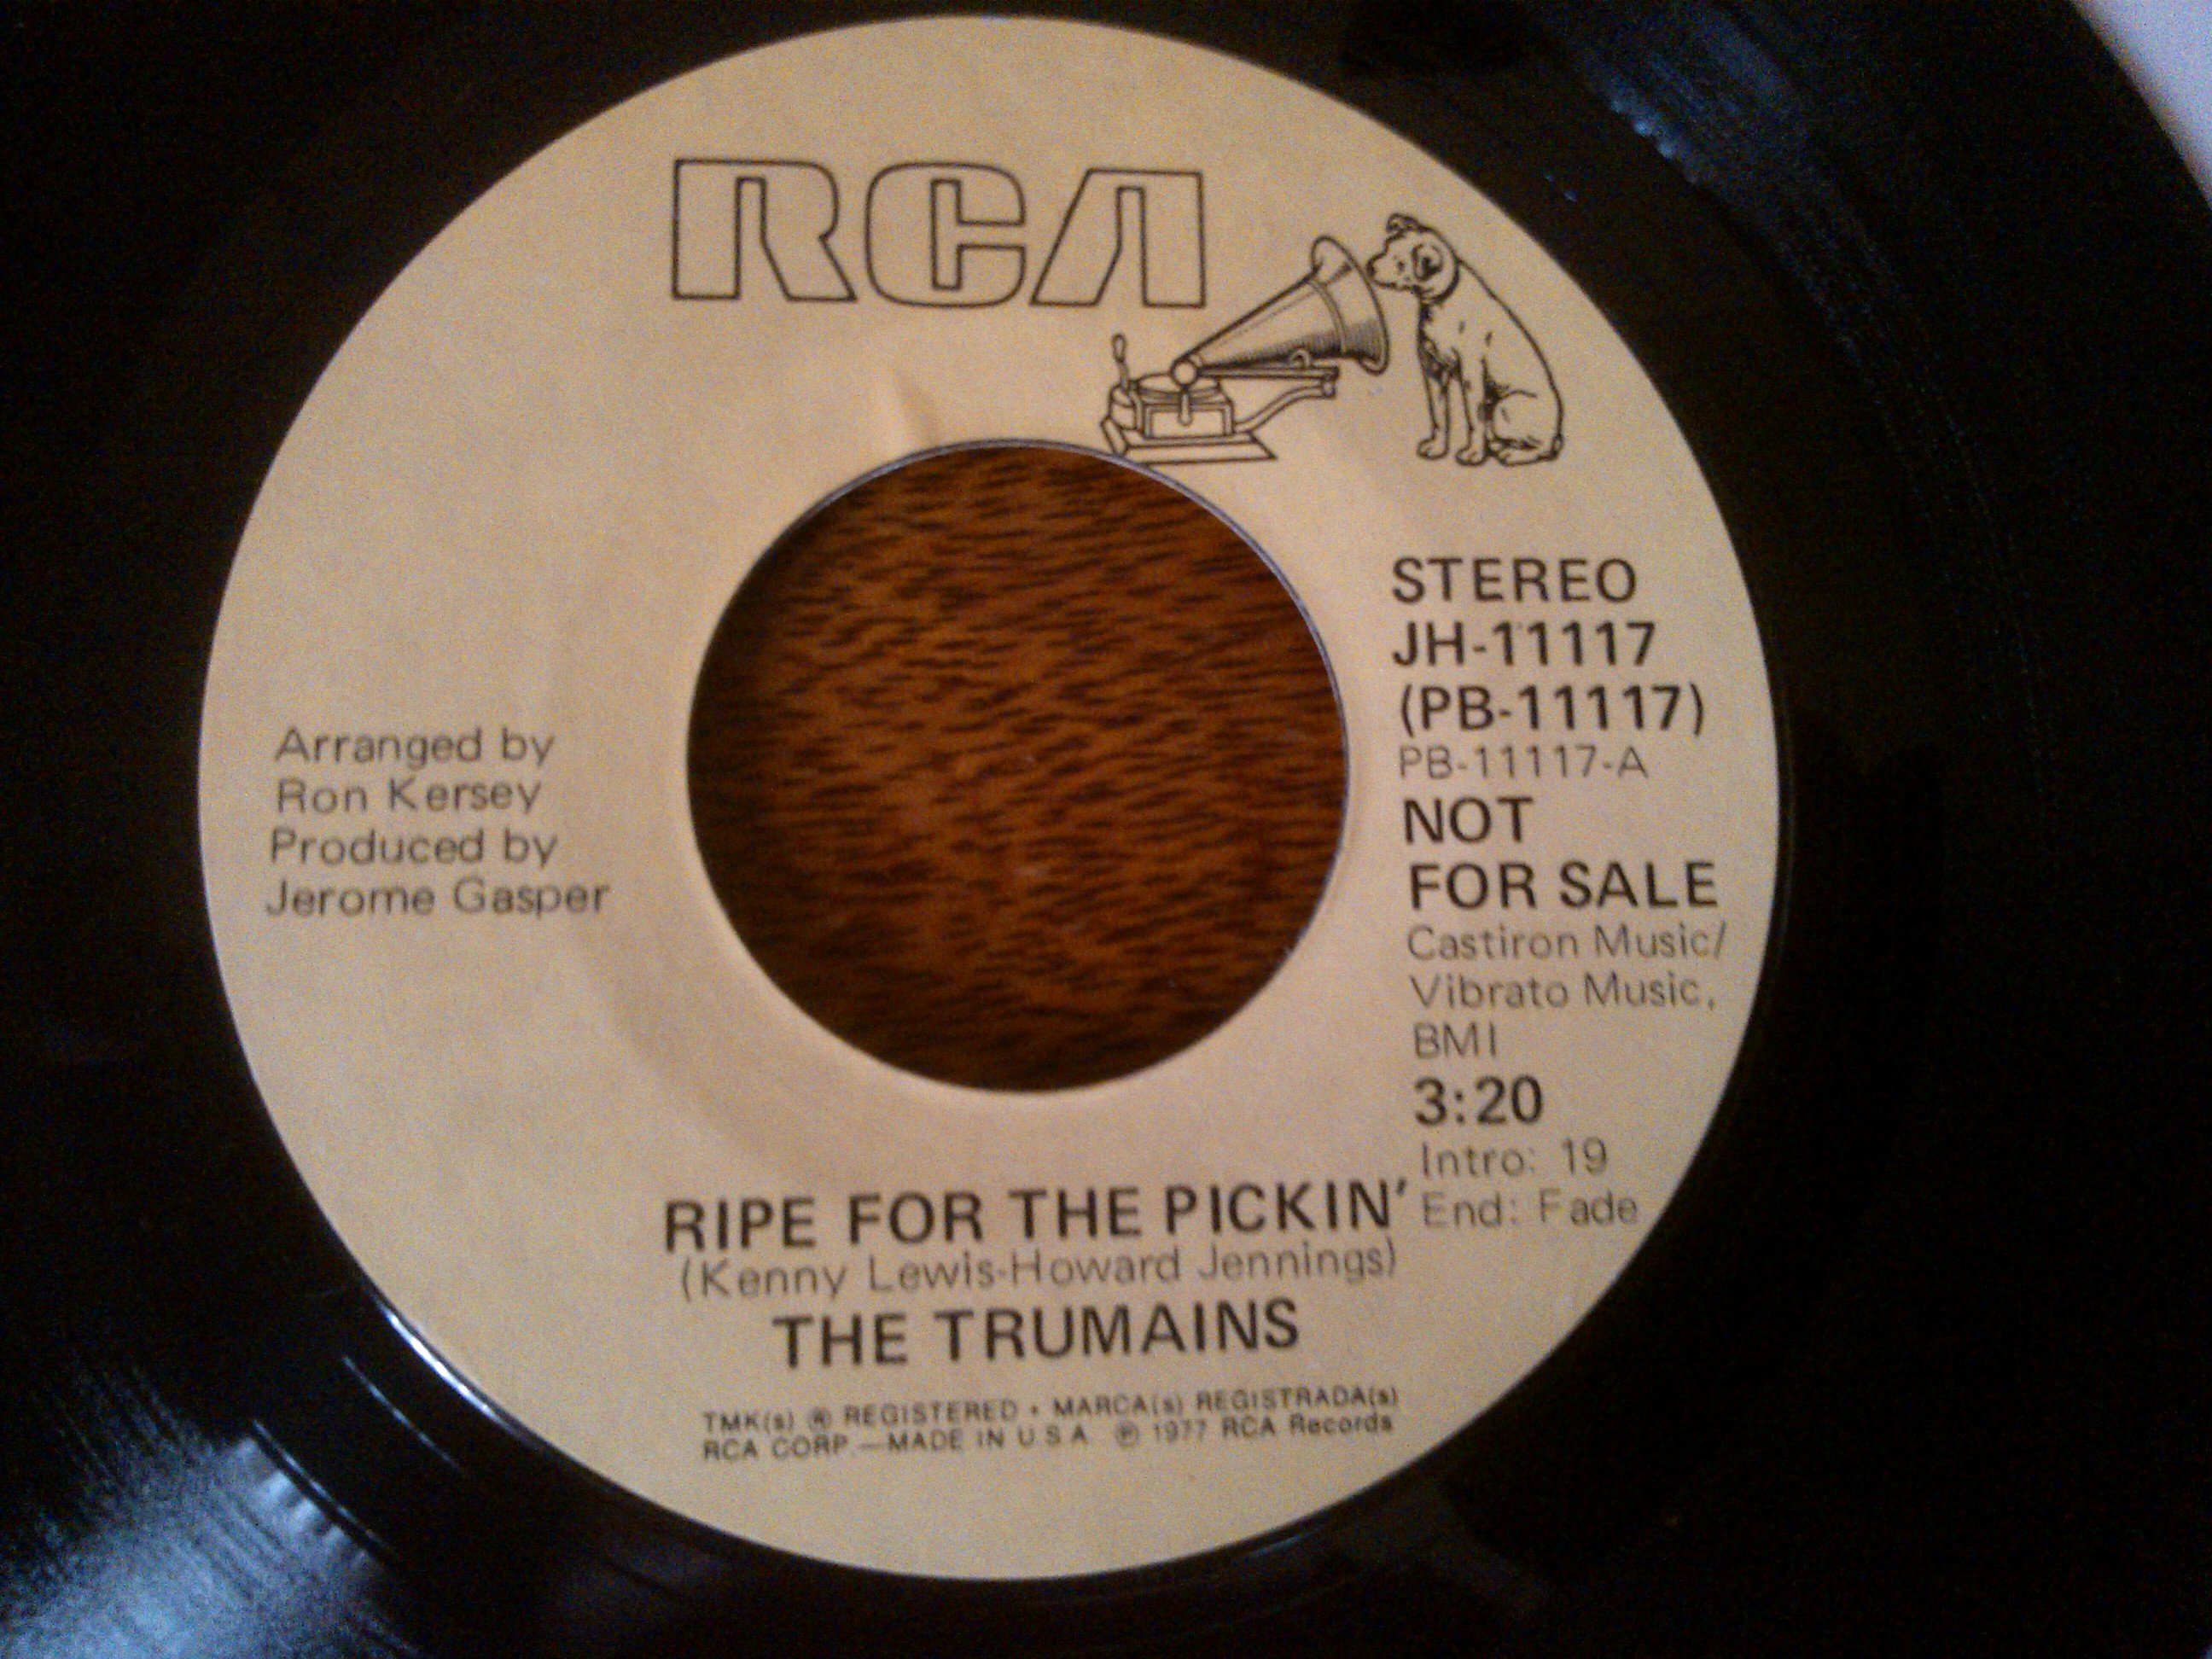 RCA
STEREO
JH-11117
(PB-11117)
PB-11117-A
NOT
FOR SALE
Castiron Music/
Vibrato Music,
BMI
3:20
Intro: 19
End: Fade
Arranged by
Ron Kersey
Produced by
Jerome Gasper
RIPE FOR THE PICKIN'
(Kenny Lewis-Howard Jennings)
THE TRUMAINS
TMK(s) ® REGISTERED • MARCA(s) REGISTRADA(s)
RCA CORP.—MADE IN U.S.A. ℗ 1977 RCA Records